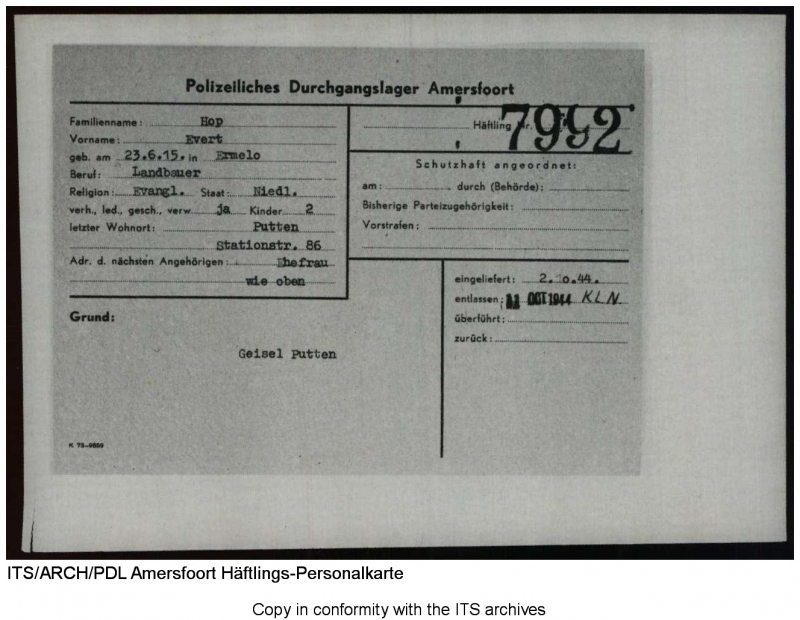 Polizeiliches Durchgangslager Amersfoort
Familienname: Hop
Vorname: Evert
geb. am 23.6.15. in Ermelo
Beruf: Landbauer
Religion: Evangl. Staat: Niedl.
verh., led., gesch., verw ja Kinder 2
letzter Wohnort: Putten
Stationstr. 86
Adr. d. nächsten Angehörigen: Ehefrau
wie oben
Häftling Nr. 7992
Schutzhaft angeordnet:
am: durch (Behörde):
Bisherige Parteizugehörigkeit:
Vorstrafen:
Grund:
Geisel Putten
eingeliefert: 2.10.44.
entlassen: 11 OCT 1944 KLN
überführt:
zurück:
K 73-
ITS/ARCH/PDL Amersfoort Häftlings-Personalkarte
Copy in conformity with the ITS archives